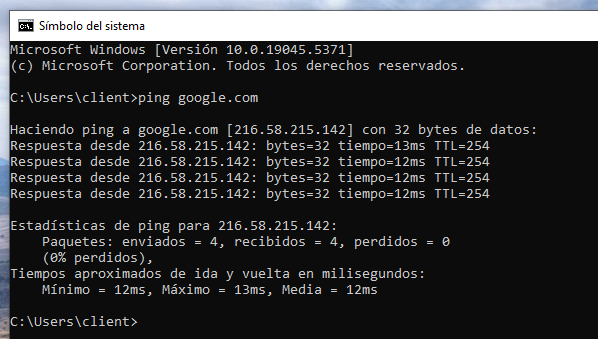 Símbolo del sistema
Microsoft Windows [Versión 10.0.19045.5371]
(c) Microsoft Corporation. Todos los derechos reservados.
C:\Users\client>ping google.com
Haciendo ping a google.com [216.58.215.142] con 32 bytes de datos:
Respuesta desde 216.58.215.142: bytes=32 tiempo=13ms TTL=254
Respuesta desde 216.58.215.142: bytes=32 tiempo=12ms TTL=254
Respuesta desde 216.58.215.142: bytes=32 tiempo=12ms TTL=254
Respuesta desde 216.58.215.142: bytes=32 tiempo=12ms TTL=254
Estadísticas de ping para 216.58.215.142:
    Paquetes: enviados = 4, recibidos = 4, perdidos = 0
    (0% perdidos),
Tiempos aproximados de ida y vuelta en milisegundos:
    Mínimo = 12ms, Máximo = 13ms, Media = 12ms
C:\Users\client>